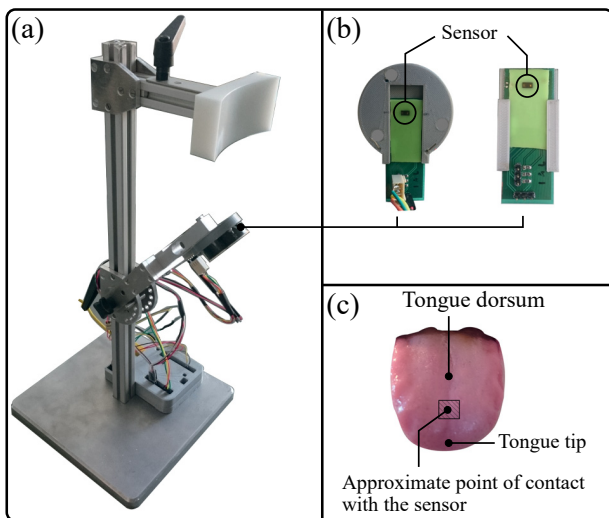 (a)
(b)
Sensor
(c)
Tongue dorsum
Tongue tip
Approximate point of contact
with the sensor